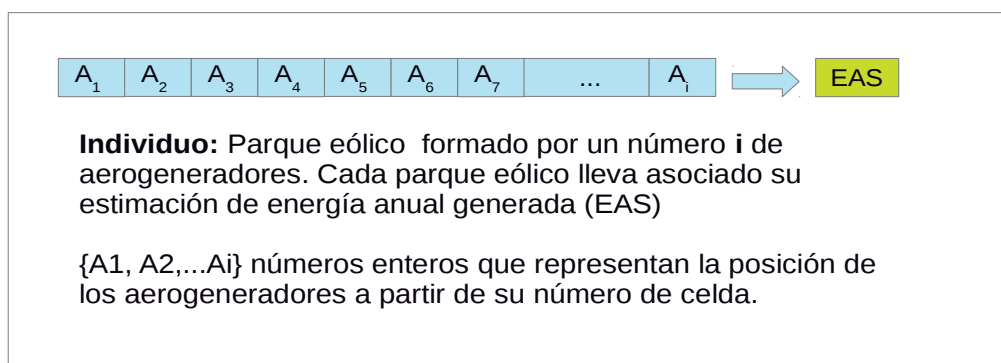 A1 A2 A3 A4 A5 A6 A7 ... Ai EAS
Individuo: Parque eólico formado por un número i de
aerogeneradores. Cada parque eólico lleva asociado su
estimación de energía anual generada (EAS)
{A1, A2,...Ai} números enteros que representan la posición de
los aerogeneradores a partir de su número de celda.